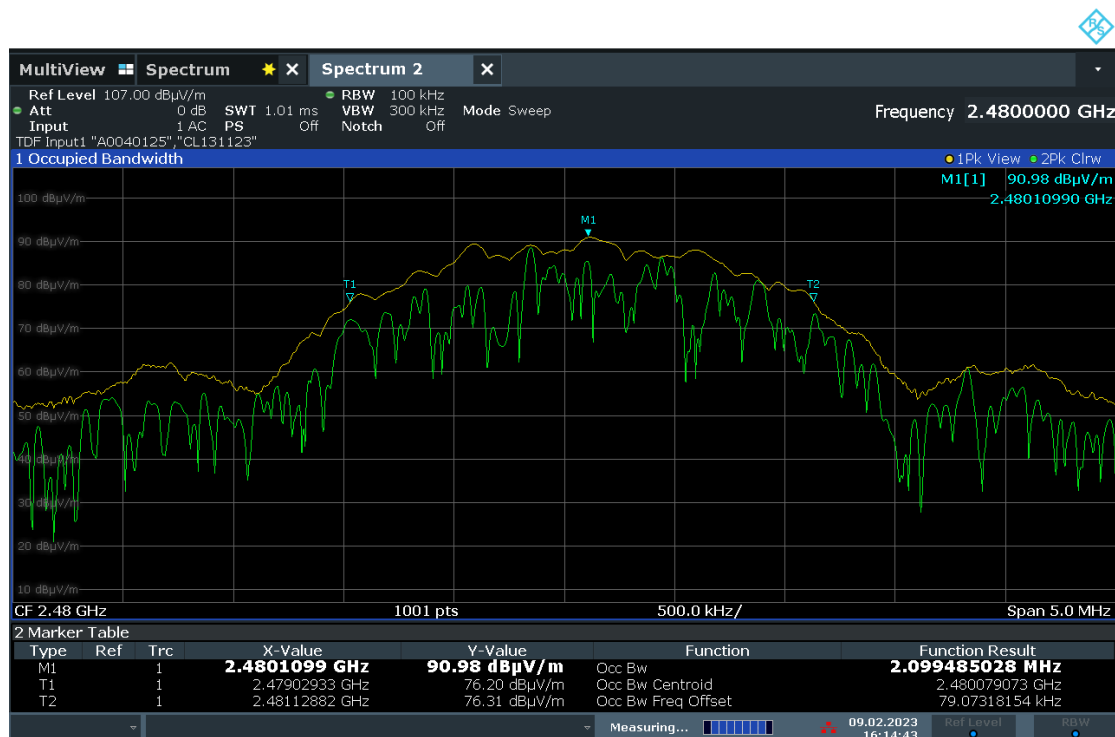 R&S
MultiView Spectrum Spectrum 2
Ref Level 107.00 dBµV/m RBW 100 kHz
Att 0 dB SWT 1.01 ms VBW 300 kHz Mode Sweep Frequency 2.4800000 GHz
Input 1 AC PS Off Notch Off
TDF Input1 "A0040125","CL131123"
1 Occupied Bandwidth 1Pk View 2Pk Clrw
M1[1] 90.98 dBµV/m
2.48010990 GHz
100 dBµV/m
M1
90 dBµV/m
80 dBµV/m
T1 T2
70 dBµV/m
60 dBµV/m
50 dBµV/m
40 dBµV/m
30 dBµV/m
20 dBµV/m
10 dBµV/m
CF 2.48 GHz 1001 pts 500.0 kHz/ Span 5.0 MHz
2 Marker Table
Type Ref Trc X-Value Y-Value Function Function Result
M1 1 2.4801099 GHz 90.98 dBµV/m Occ Bw 2.099485028 MHz
T1 1 2.47902933 GHz 76.20 dBµV/m Occ Bw Centroid 2.480079073 GHz
T2 1 2.48112882 GHz 76.31 dBµV/m Occ Bw Freq Offset 79.07318154 kHz
Measuring... 09.02.2023 Ref Level RBW
16:14:43